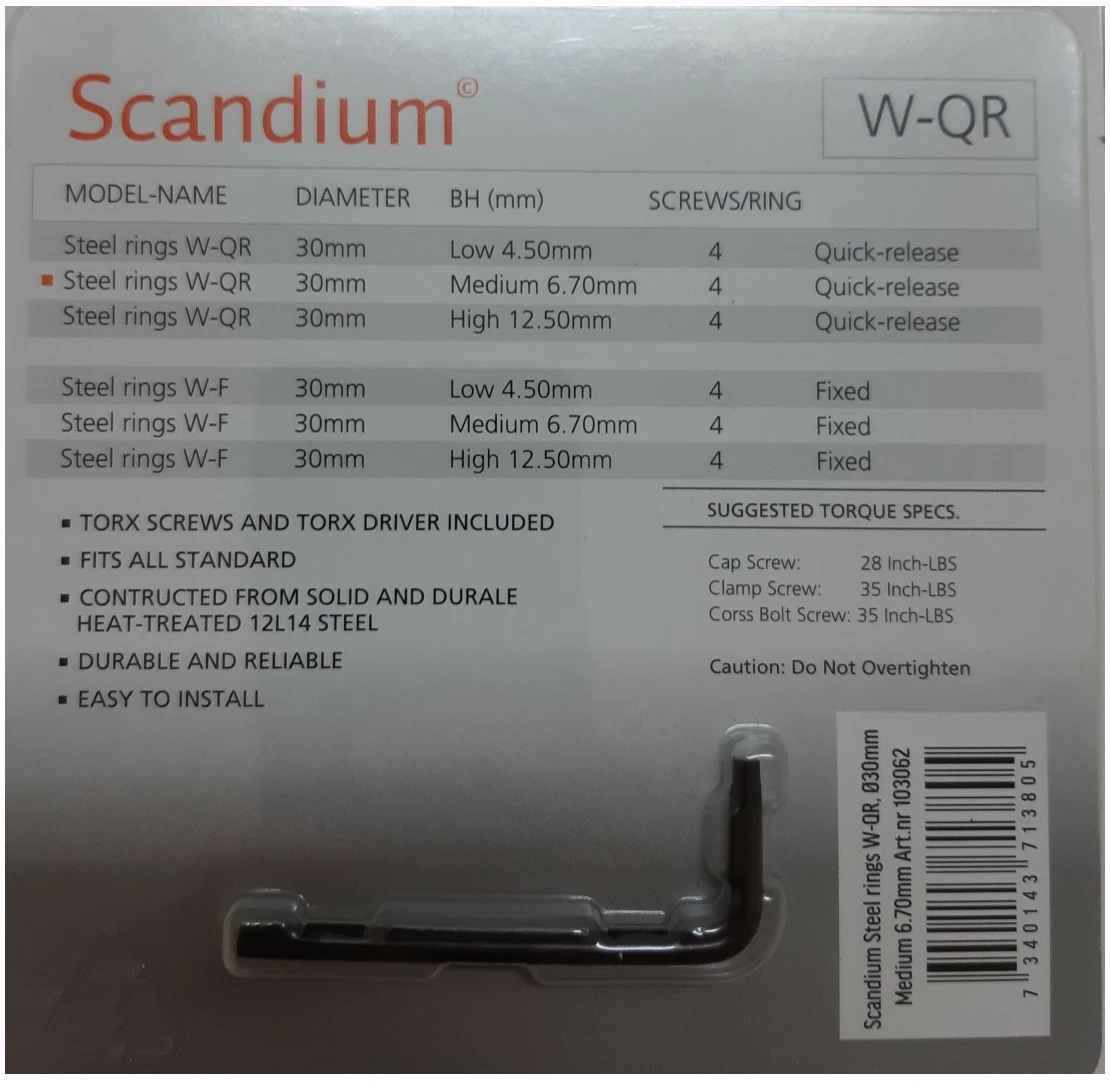 Scandium©
W-QR
MODEL-NAME DIAMETER BH (mm) SCREWS/RING
Steel rings W-QR 30mm Low 4.50mm 4 Quick-release
▪ Steel rings W-QR 30mm Medium 6.70mm 4 Quick-release
Steel rings W-QR 30mm High 12.50mm 4 Quick-release
Steel rings W-F 30mm Low 4.50mm 4 Fixed
Steel rings W-F 30mm Medium 6.70mm 4 Fixed
Steel rings W-F 30mm High 12.50mm 4 Fixed
▪ TORX SCREWS AND TORX DRIVER INCLUDED
▪ FITS ALL STANDARD
▪ CONTRUCTED FROM SOLID AND DURALE
HEAT-TREATED 12L14 STEEL
▪ DURABLE AND RELIABLE
▪ EASY TO INSTALL
SUGGESTED TORQUE SPECS.
Cap Screw: 28 Inch-LBS
Clamp Screw: 35 Inch-LBS
Corss Bolt Screw: 35 Inch-LBS
Caution: Do Not Overtighten
Scandium Steel rings W-QR, Ø30mm
Medium 6.70mm Art.nr 103062
7 340143 713805